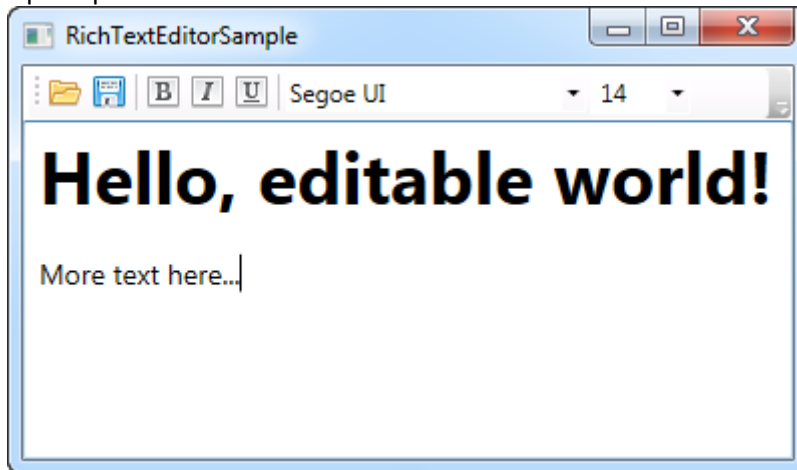 RichTextEditorSample
B I U Segoe UI 14
Hello, editable world!
More text here...